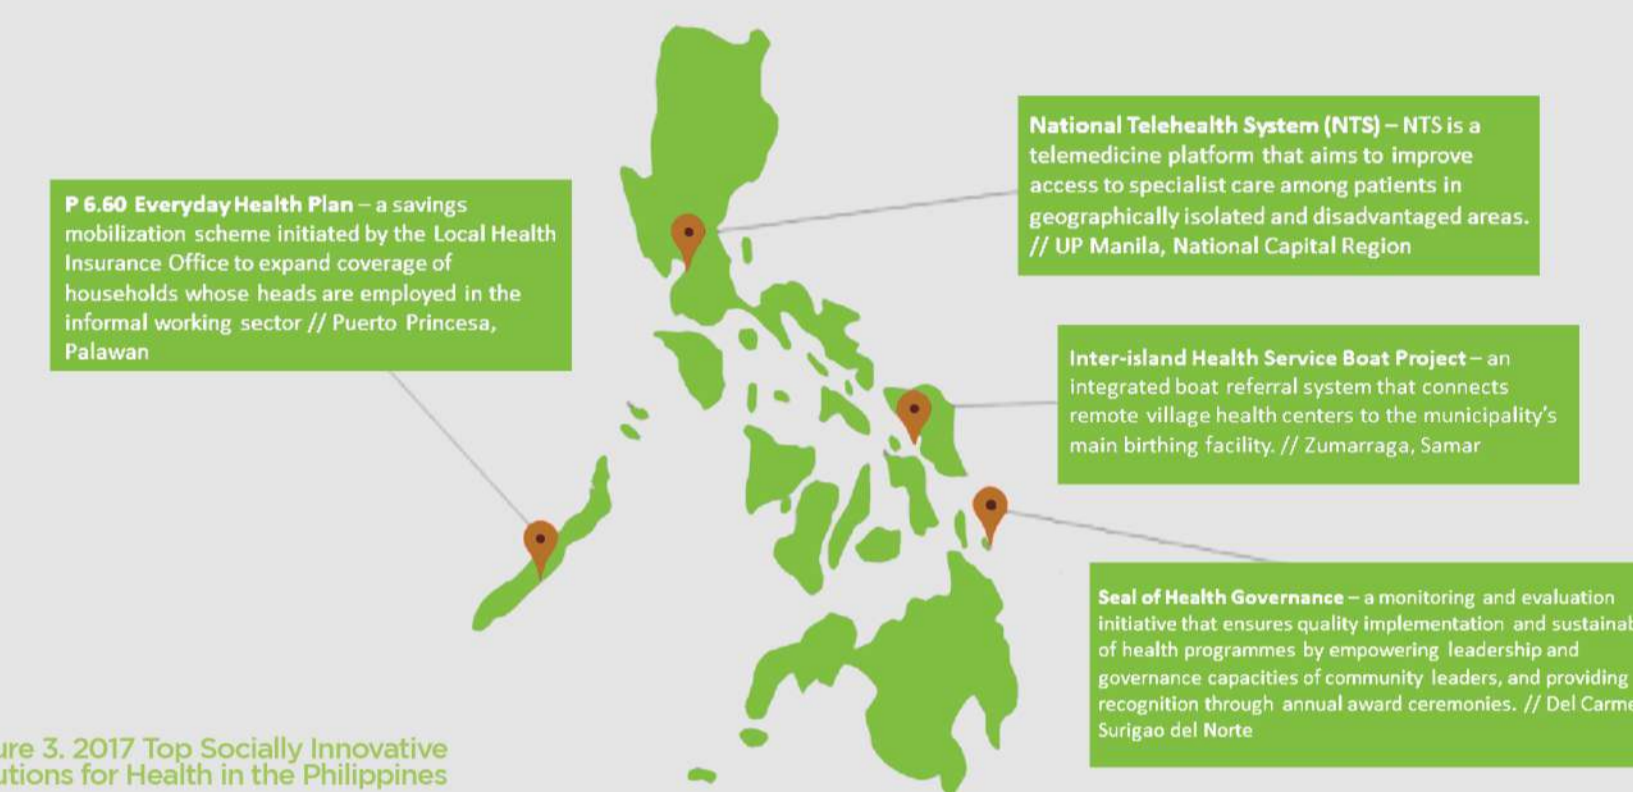 National Telehealth System (NTS) – NTS is a
telemedicine platform that aims to improve
access to specialist care among patients in
geographically isolated and disadvantaged areas.
// UP Manila, National Capital Region
P 6.60 Everyday Health Plan – a savings
mobilization scheme initiated by the Local Health
Insurance Office to expand coverage of
households whose heads are employed in the
informal working sector // Puerto Princesa,
Palawan
Inter-island Health Service Boat Project – an
integrated boat referral system that connects
remote village health centers to the municipality's
main birthing facility. // Zumarraga, Samar
Seal of Health Governance – a monitoring and evaluation
initiative that ensures quality implementation and
of health programmes by empowering leadership and
governance capacities of community leaders, and providing
recognition through annual award ceremonies. // Del
Surigao del Norte
3. 2017 Top Socially Innovative
for Health in the Philippines